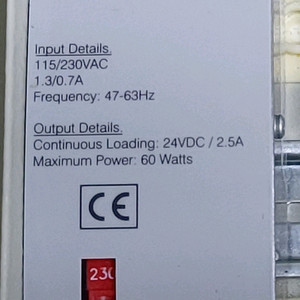 Input Details.
115/230VAC
1.3/0.7A
Frequency: 47-63Hz
Output Details.
Continuous Loading: 24VDC / 2.5A
Maximum Power: 60 Watts
CE